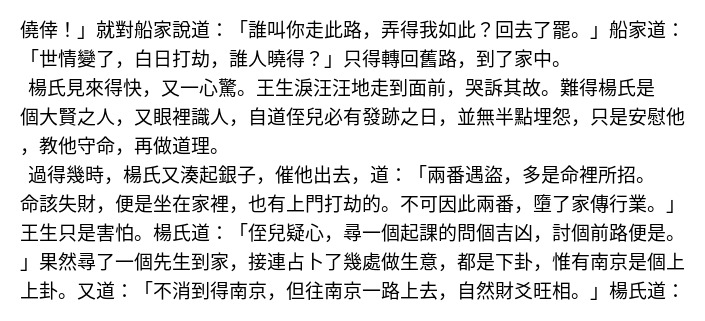 僥倖！」就對船家說道：「誰叫你走此路，弄得我如此？回去了罷。」船家道：
「世情變了，白日打劫，誰人曉得？」只得轉回舊路，到了家中。
楊氏見來得快，又一心驚。王生淚汪汪地走到面前，哭訴其故。難得楊氏是
個大賢之人，又眼裡識人，自道侄兒必有發跡之日，並無半點埋怨，只是安慰他
，教他守命，再做道理。
過得幾時，楊氏又湊起銀子，催他出去，道：「兩番遇盜，多是命裡所招。
命該失財，便是坐在家裡，也有上門打劫的。不可因此兩番，墮了家傳行業。」
王生只是害怕。楊氏道：「侄兒疑心，尋一個起課的問個吉凶，討個前路便是。
」果然尋了一個先生到家，接連占卜了幾處做生意，都是下卦，惟有南京是個上
上卦。又道：「不消到得南京，但往南京一路上去，自然財爻旺相。」楊氏道：